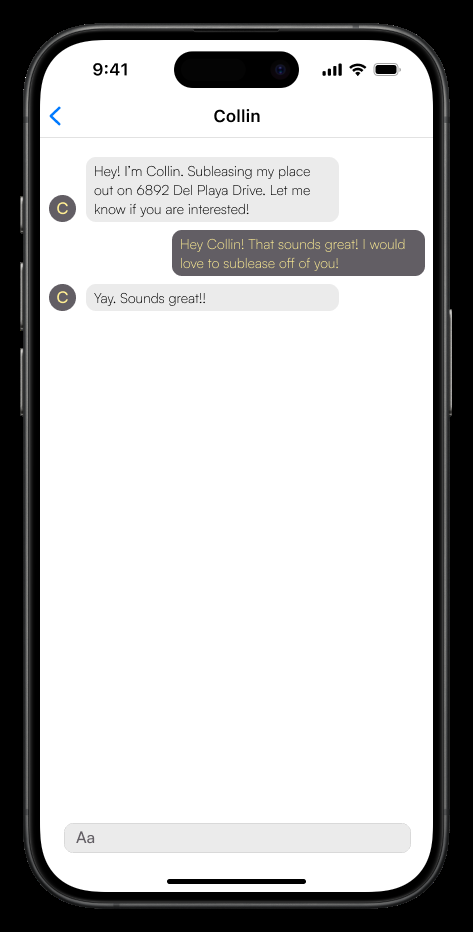 9:41
Collin
Hey! I'm Collin. Subleasing my place
out on 6892 Del Playa Drive. Let me
know if you are interested!
C
Hey Collin! That sounds great! I would
love to sublease off of you!
C
Yay. Sounds great!!
Aa